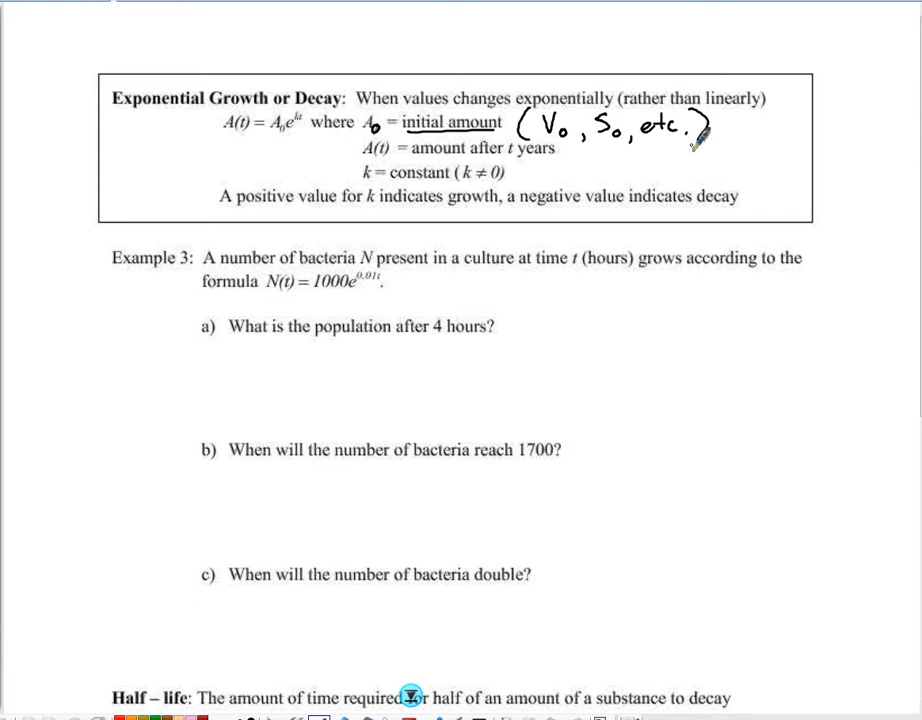 Exponential Growth or Decay: When values changes exponentially (rather than linearly)
A(t) = A₀eᵏᵗ where A₀ = initial amount (V₀, S₀, etc.)
A(t) = amount after t years
k = constant (k ≠ 0)
A positive value for k indicates growth, a negative value indicates decay
Example 3: A number of bacteria N present in a culture at time t (hours) grows according to the
formula N(t) = 1000e^0.01t.
a) What is the population after 4 hours?
b) When will the number of bacteria reach 1700?
c) When will the number of bacteria double?
Half – life: The amount of time required for half of an amount of a substance to decay